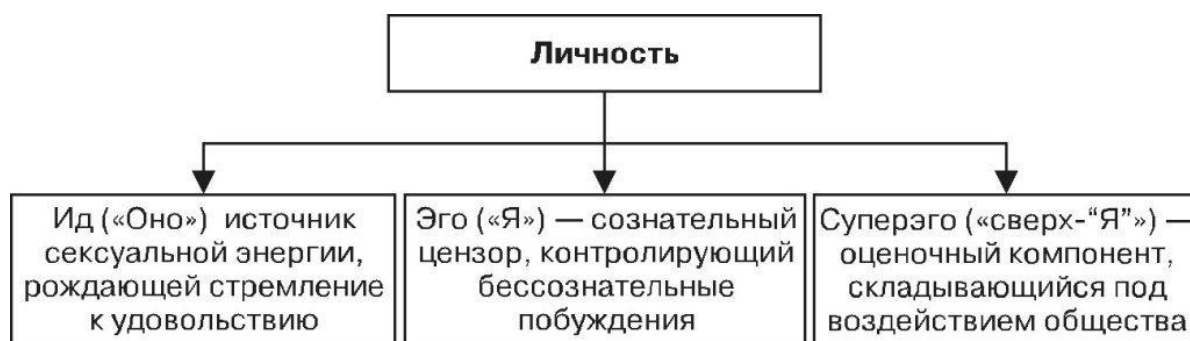 Личность
Ид («Оно») источник
сексуальной энергии,
рождающей стремление
к удовольствию
Эго («Я») — сознательный
цензор, контролирующий
бессознательные
побуждения
Суперэго («сверх-“Я”») —
оценочный компонент,
складывающийся под
воздействием общества